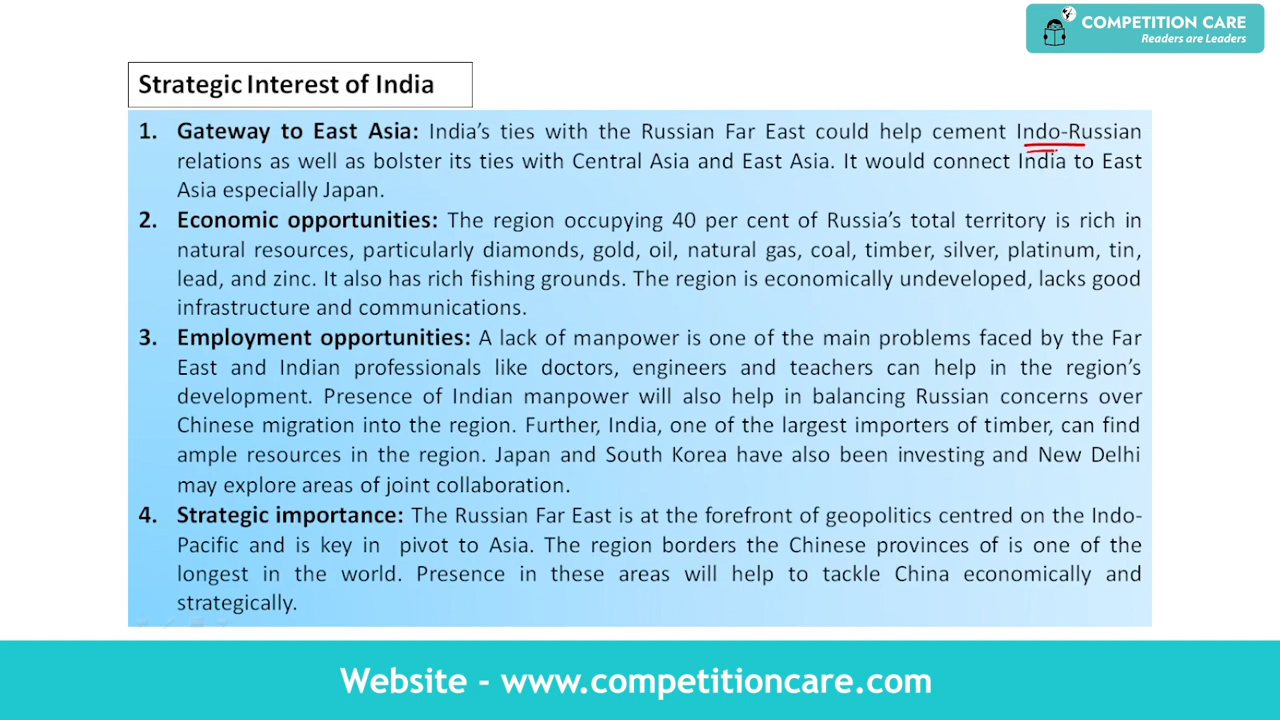 COMPETITION CARE
Readers are Leaders
Strategic Interest of India
1. Gateway to East Asia: India's ties with the Russian Far East could help cement Indo-Russian
relations as well as bolster its ties with Central Asia and East Asia. It would connect India to East
Asia especially Japan.
2. Economic opportunities: The region occupying 40 per cent of Russia's total territory is rich in
natural resources, particularly diamonds, gold, oil, natural gas, coal, timber, silver, platinum, tin,
lead, and zinc. It also has rich fishing grounds. The region is economically undeveloped, lacks good
infrastructure and communications.
3. Employment opportunities: A lack of manpower is one of the main problems faced by the Far
East and Indian professionals like doctors, engineers and teachers can help in the region's
development. Presence of Indian manpower will also help in balancing Russian concerns over
Chinese migration into the region. Further, India, one of the largest importers of timber, can find
ample resources in the region. Japan and South Korea have also been investing and New Delhi
may explore areas of joint collaboration.
4. Strategic importance: The Russian Far East is at the forefront of geopolitics centred on the Indo-
Pacific and is key in pivot to Asia. The region borders the Chinese provinces of is one of the
longest in the world. Presence in these areas will help to tackle China economically and
strategically.
Website - www.competitioncare.com